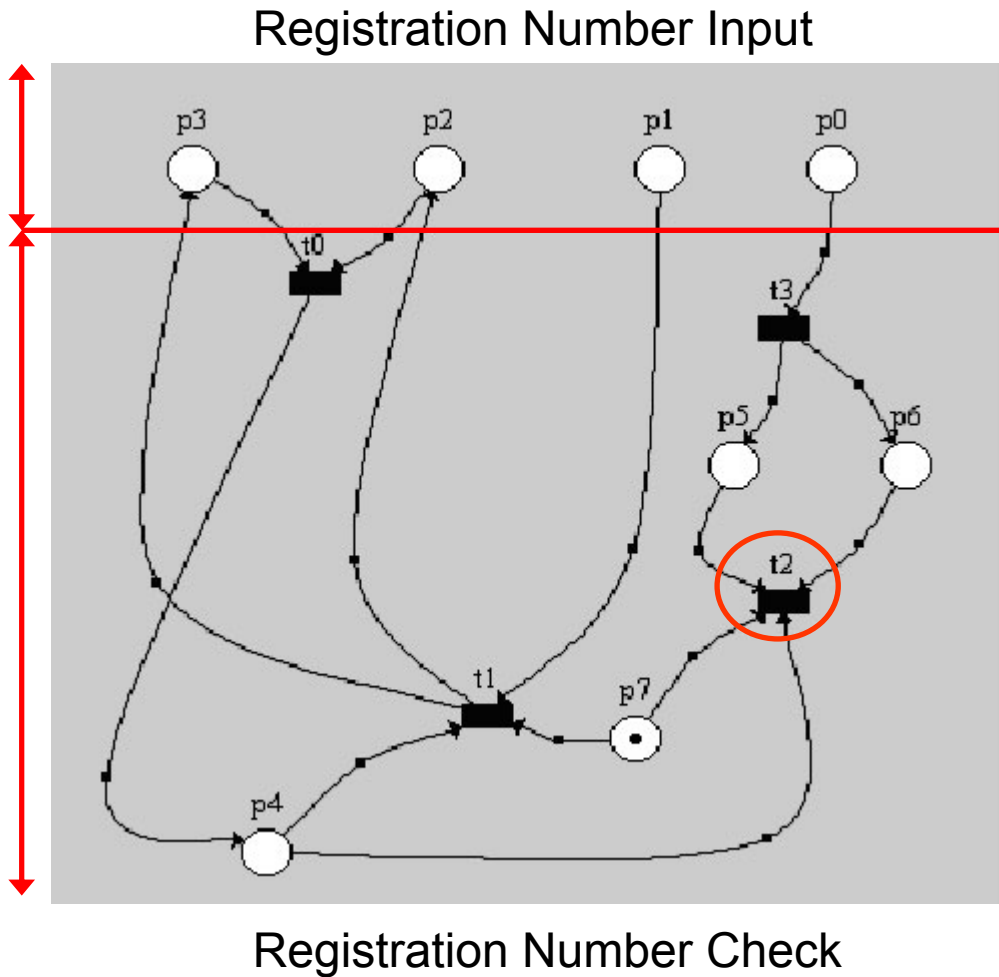 Registration Number Input
p3 p2 p1 p0
t0
t3
p5 p6
t2
t1 p7
p4
Registration Number Check